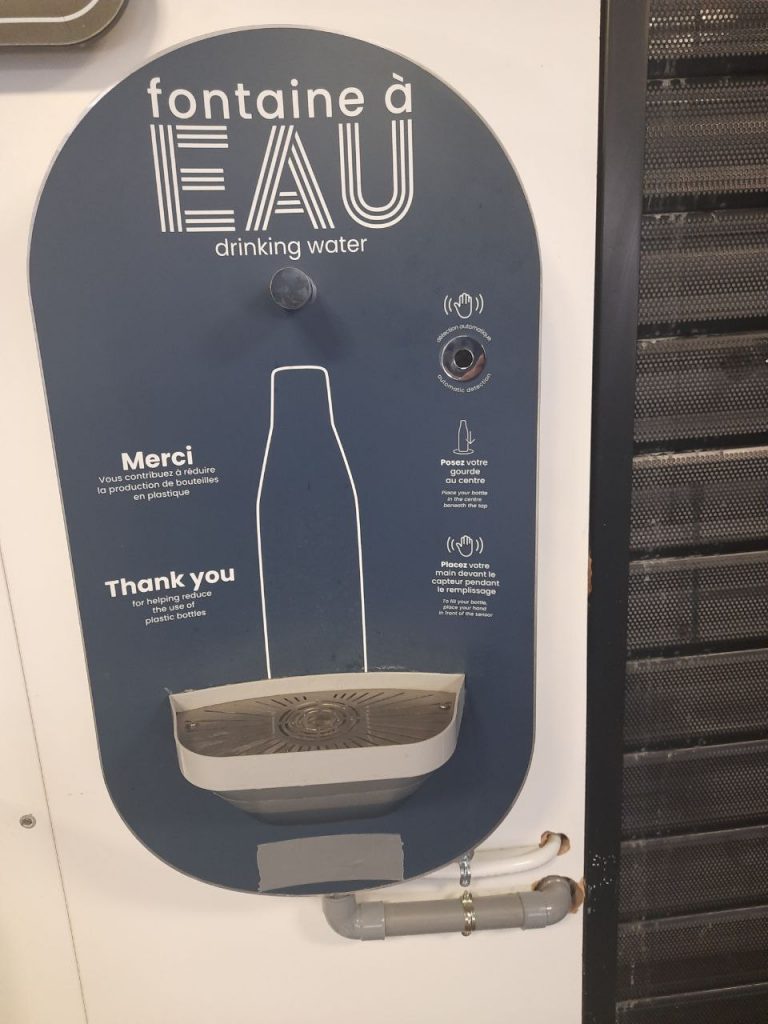 fontaine à
EAU
drinking water
détection automatique
automatic detection
Merci
Vous contribuez à réduire
la production de bouteilles
en plastique
Posez votre
gourde
au centre
Place your bottle
in the centre
beneath the tap
Thank you
for helping reduce
the use of
plastic bottles
Placez votre
main devant le
capteur pendant
le remplissage
To fill your bottle,
place your hand
in front of the sensor